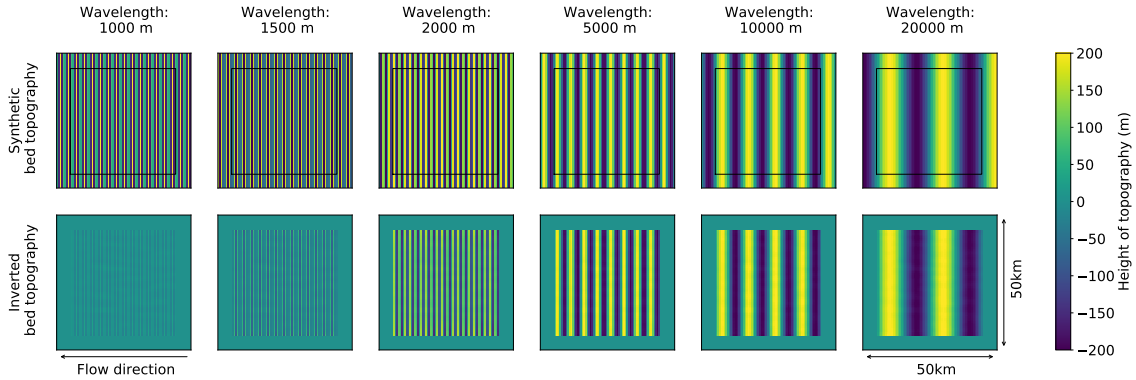 Wavelength:
1000 m
Wavelength:
1500 m
Wavelength:
2000 m
Wavelength:
5000 m
Wavelength:
10000 m
Wavelength:
20000 m
Synthetic
bed topography
Inverted
bed topography
Flow direction
50km
50km
200
150
100
50
0
−50
−100
−150
−200
Height of topography (m)